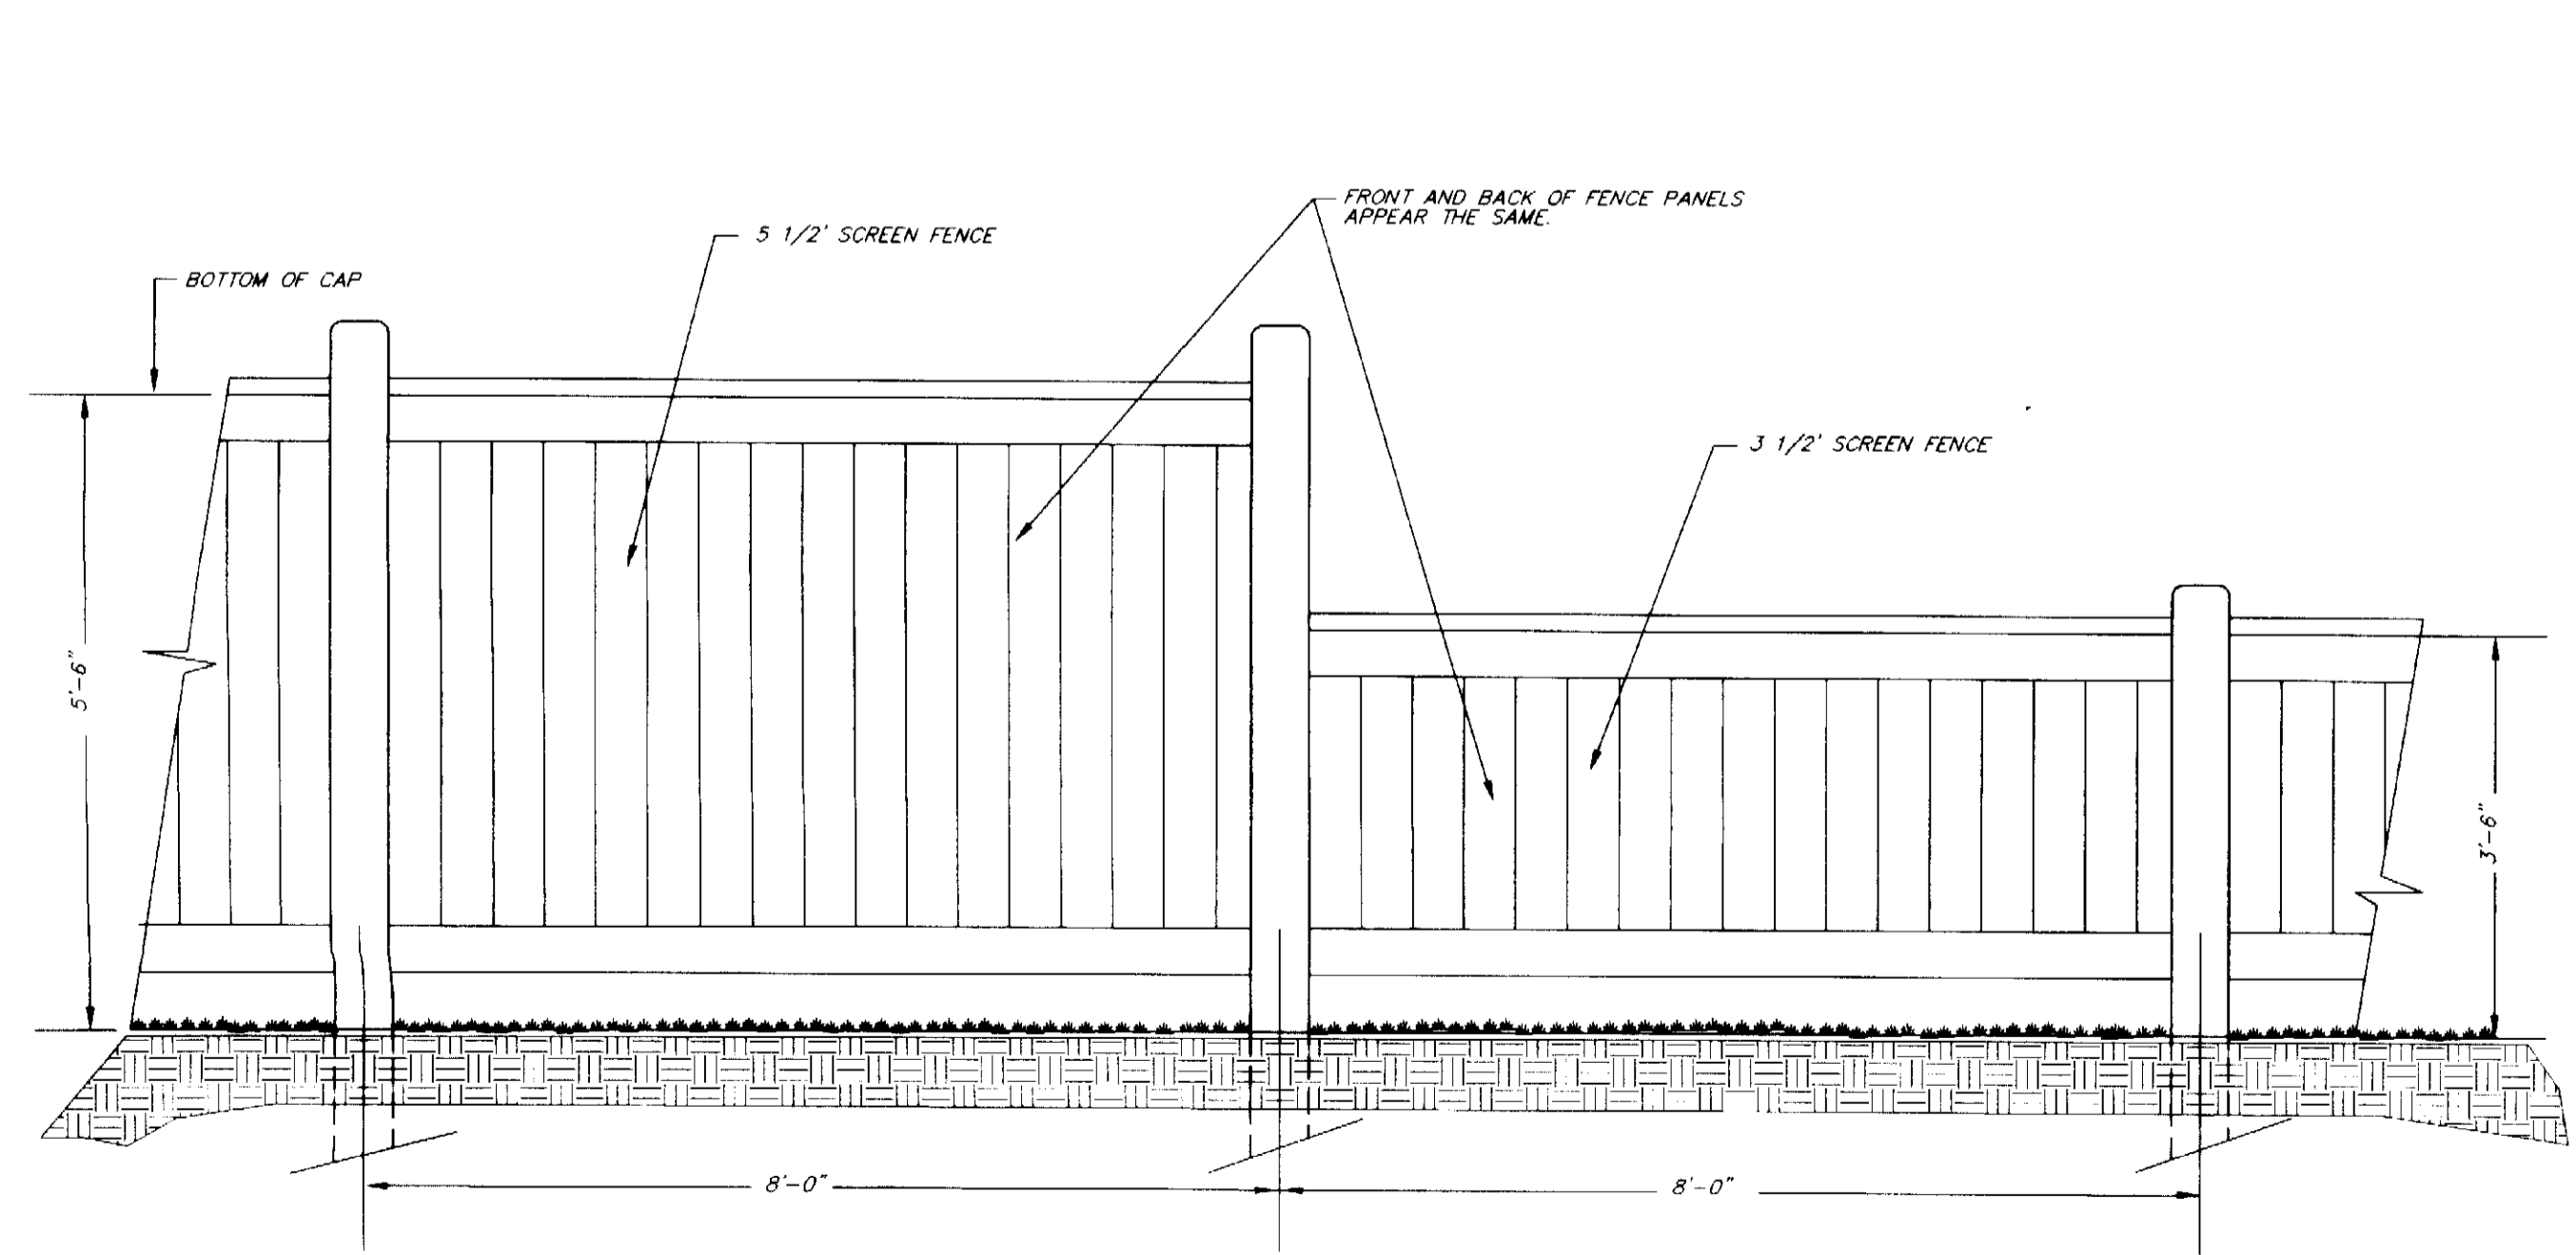 FRONT AND BACK OF FENCE PANELS
APPEAR THE SAME.
5 1/2' SCREEN FENCE
BOTTOM OF CAP
3 1/2' SCREEN FENCE
5'-6"
3'-6"
8'-0"
8'-0"